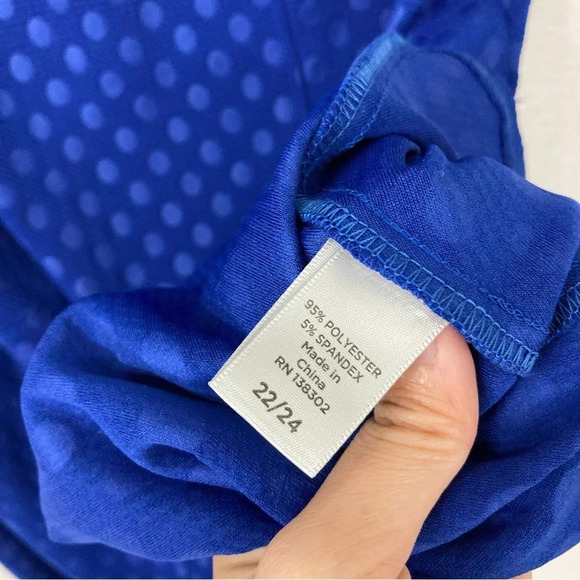 95% POLYESTER
5% SPANDEX
Made in
China
RN 138302
22/24